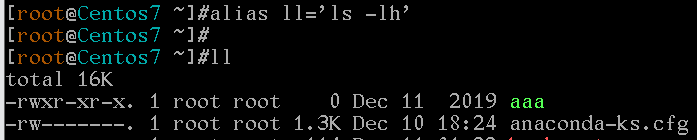 [root@Centos7 ~]#alias ll='ls -lh'
[root@Centos7 ~]#
[root@Centos7 ~]#ll
total 16K
-rwxr-xr-x. 1 root root    0 Dec 11  2019 aaa
-rw-------. 1 root root 1.3K Dec 10 18:24 anaconda-ks.cfg